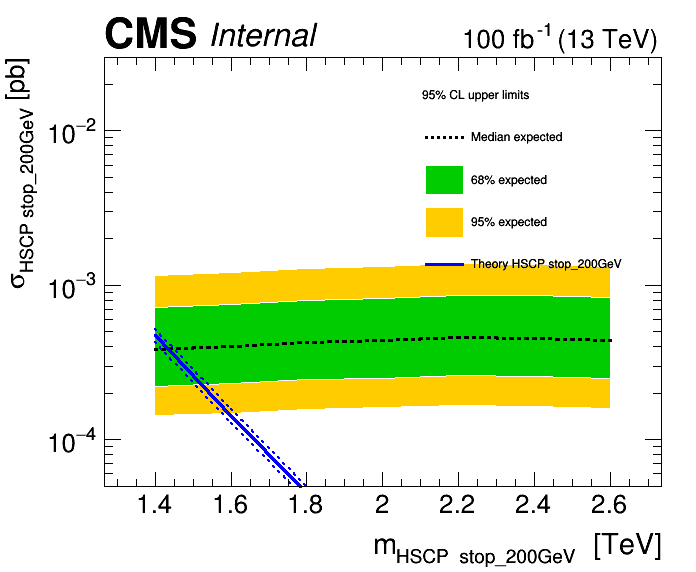 CMS Internal 100 fb⁻¹ (13 TeV)
σHSCP stop_200GeV [pb]
95% CL upper limits
Median expected
68% expected
95% expected
Theory HSCP stop_200GeV
10⁻²
10⁻³
10⁻⁴
1.4 1.6 1.8 2 2.2 2.4 2.6
mHSCP stop_200GeV [TeV]